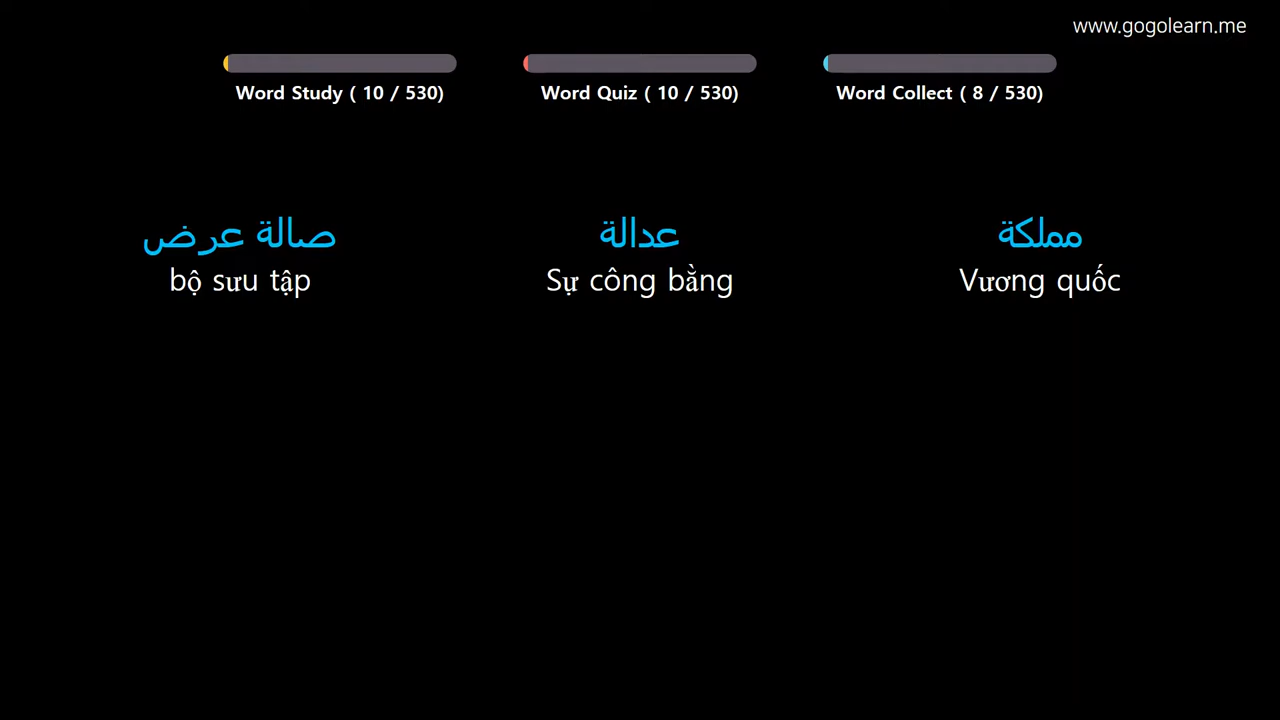 www.gogolearn.me
Word Study ( 10 / 530)
Word Quiz ( 10 / 530)
Word Collect ( 8 / 530)
صالة عرض
bộ sưu tập
عدالة
Sự công bằng
مملكة
Vương quốc